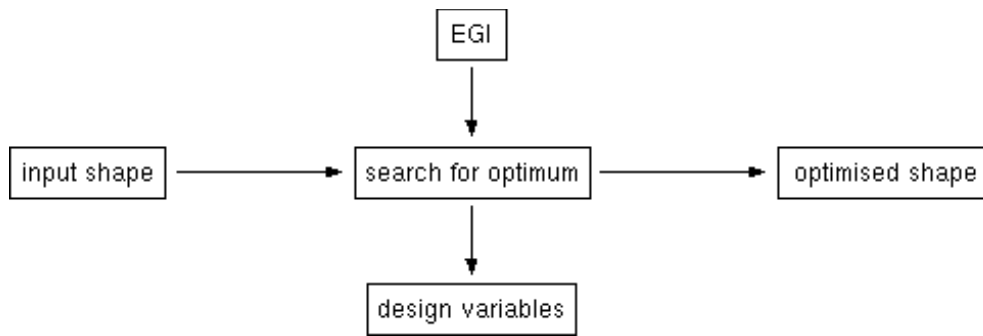 EGI
input shape
search for optimum
optimised shape
design variables